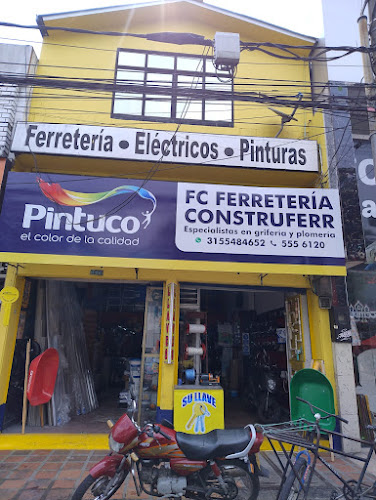 Ferretería • Eléctricos • Pinturas
Pintuco
el color de la calidad
FC FERRETERÍA
CONSTRUFERR
Especialistas en grifería y plomería
3155484652 555 6120
SU LLAVE